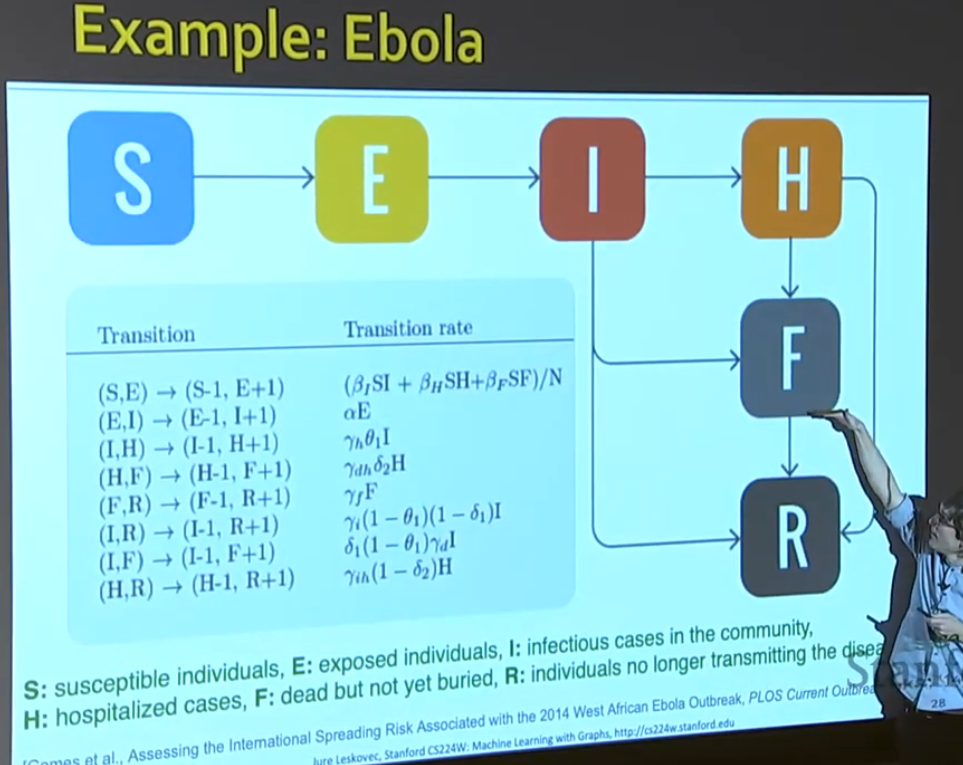 Example: Ebola
S
E
I
H
F
R
Transition Transition rate
(S,E) → (S-1, E+1) (β_I SI + β_H SH+β_F SF)/N
(E,I) → (E-1, I+1) αE
(I,H) → (I-1, H+1) γ_h θ_1 I
(H,F) → (H-1, F+1) γ_dh δ_2 H
(F,R) → (F-1, R+1) γ_f F
(I,R) → (I-1, R+1) γ_i (1 − θ_1)(1 − δ_1)I
(I,F) → (I-1, F+1) δ_1 (1 − θ_1)γ_d I
(H,R) → (H-1, R+1) γ_ih (1 − δ_2)H
S: susceptible individuals, E: exposed individuals, I: infectious cases in the community,
H: hospitalized cases, F: dead but not yet buried, R: individuals no longer transmitting the
et al., Assessing the International Spreading Risk Associated with the 2014 West African Ebola Outbreak, PLOS Current
Jure Leskovec, Stanford CS224W: Machine Learning with Graphs, http://cs224w.stanford.edu
28